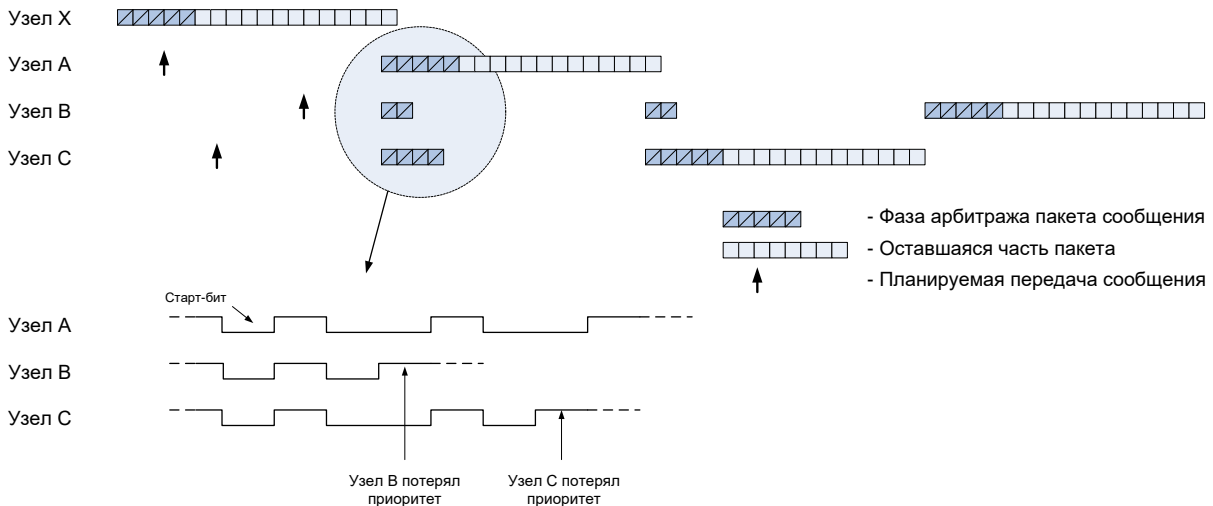 Узел X
Узел A
Узел B
Узел C
- Фаза арбитража пакета сообщения
- Оставшаяся часть пакета
- Планируемая передача сообщения
Старт-бит
Узел A
Узел B
Узел C
Узел B потерял
приоритет
Узел C потерял
приоритет